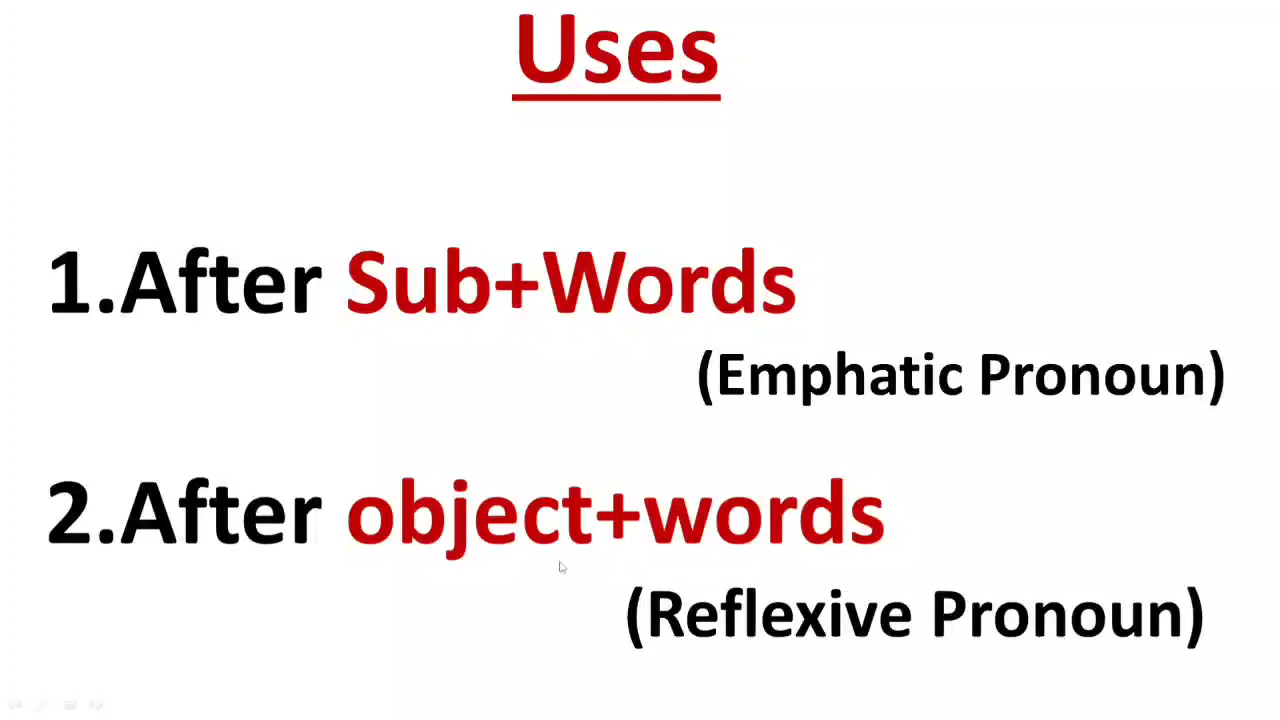 Uses
1.After Sub+Words
(Emphatic Pronoun)
2.After object+words
(Reflexive Pronoun)